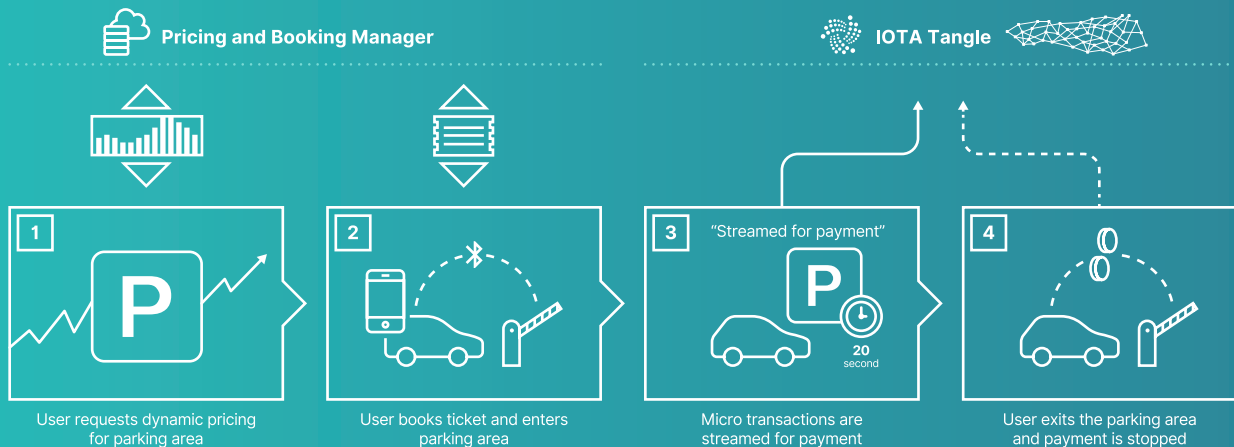 Pricing and Booking Manager
IOTA Tangle
1
P
User requests dynamic pricing
for parking area
2
User books ticket and enters
parking area
3
“Streamed for payment”
P
20
second
Micro transactions are
streamed for payment
4
User exits the parking area
and payment is stopped